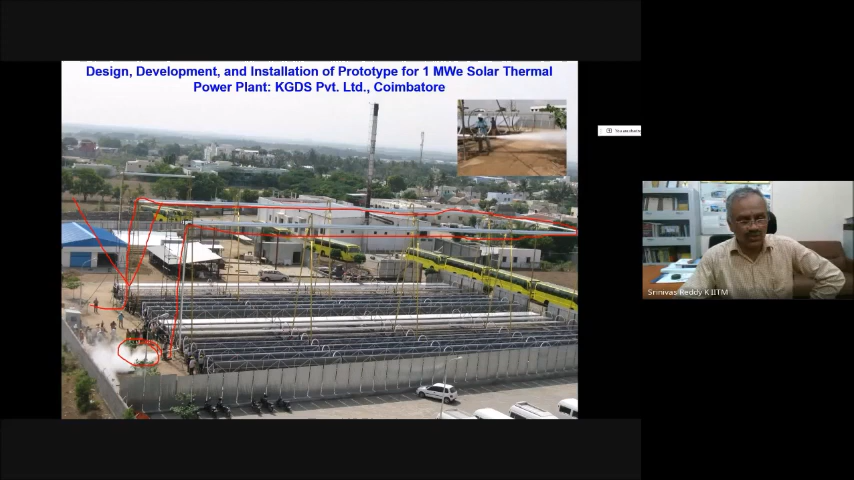 Design, Development, and Installation of Prototype for 1 MWe Solar Thermal
Power Plant: KGDS Pvt. Ltd., Coimbatore
Srinivas Reddy K IITM